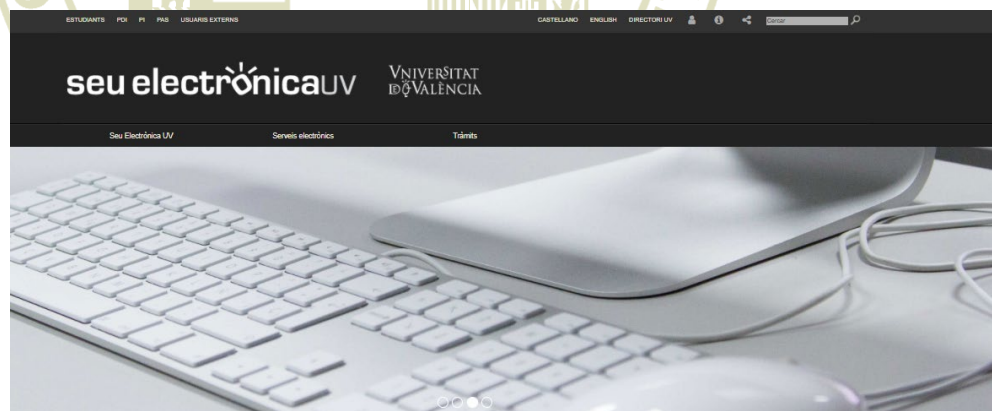 ESTUDIANTS PDI PI PAS USUARIS EXTERNS CASTELLANO ENGLISH DIRECTORI UV Cercar
seu electrònicaUV VNIVERSITAT
ID VALÈNCIA
Seu Electrònica UV Serveis electrònics Tràmits